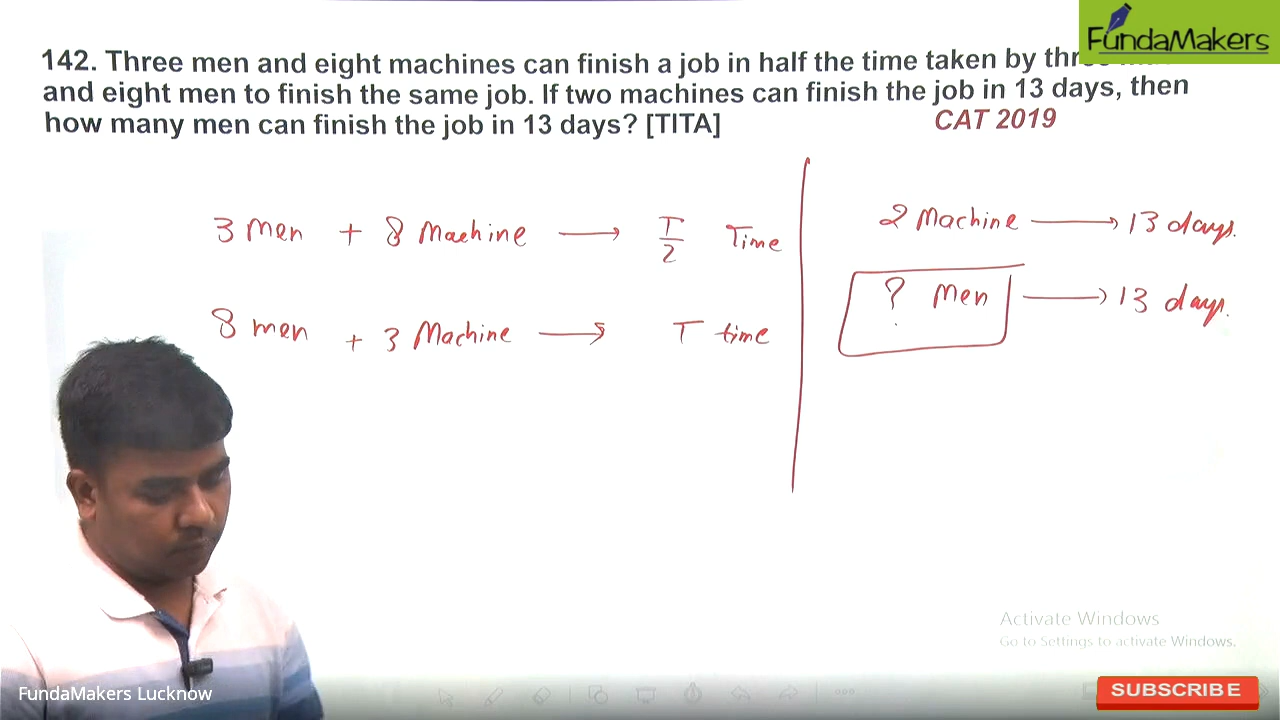 FundaMakers
142. Three men and eight machines can finish a job in half the time taken by
and eight men to finish the same job. If two machines can finish the job in 13 days, then
how many men can finish the job in 13 days? [TITA]
CAT 2019
3 men + 8 Machine → T/2 Time
8 men + 3 Machine → T time
2 Machine → 13 days.
? Men → 13 days.
Activate Windows
Go to Settings to activate Windows.
FundaMakers Lucknow
SUBSCRIBE